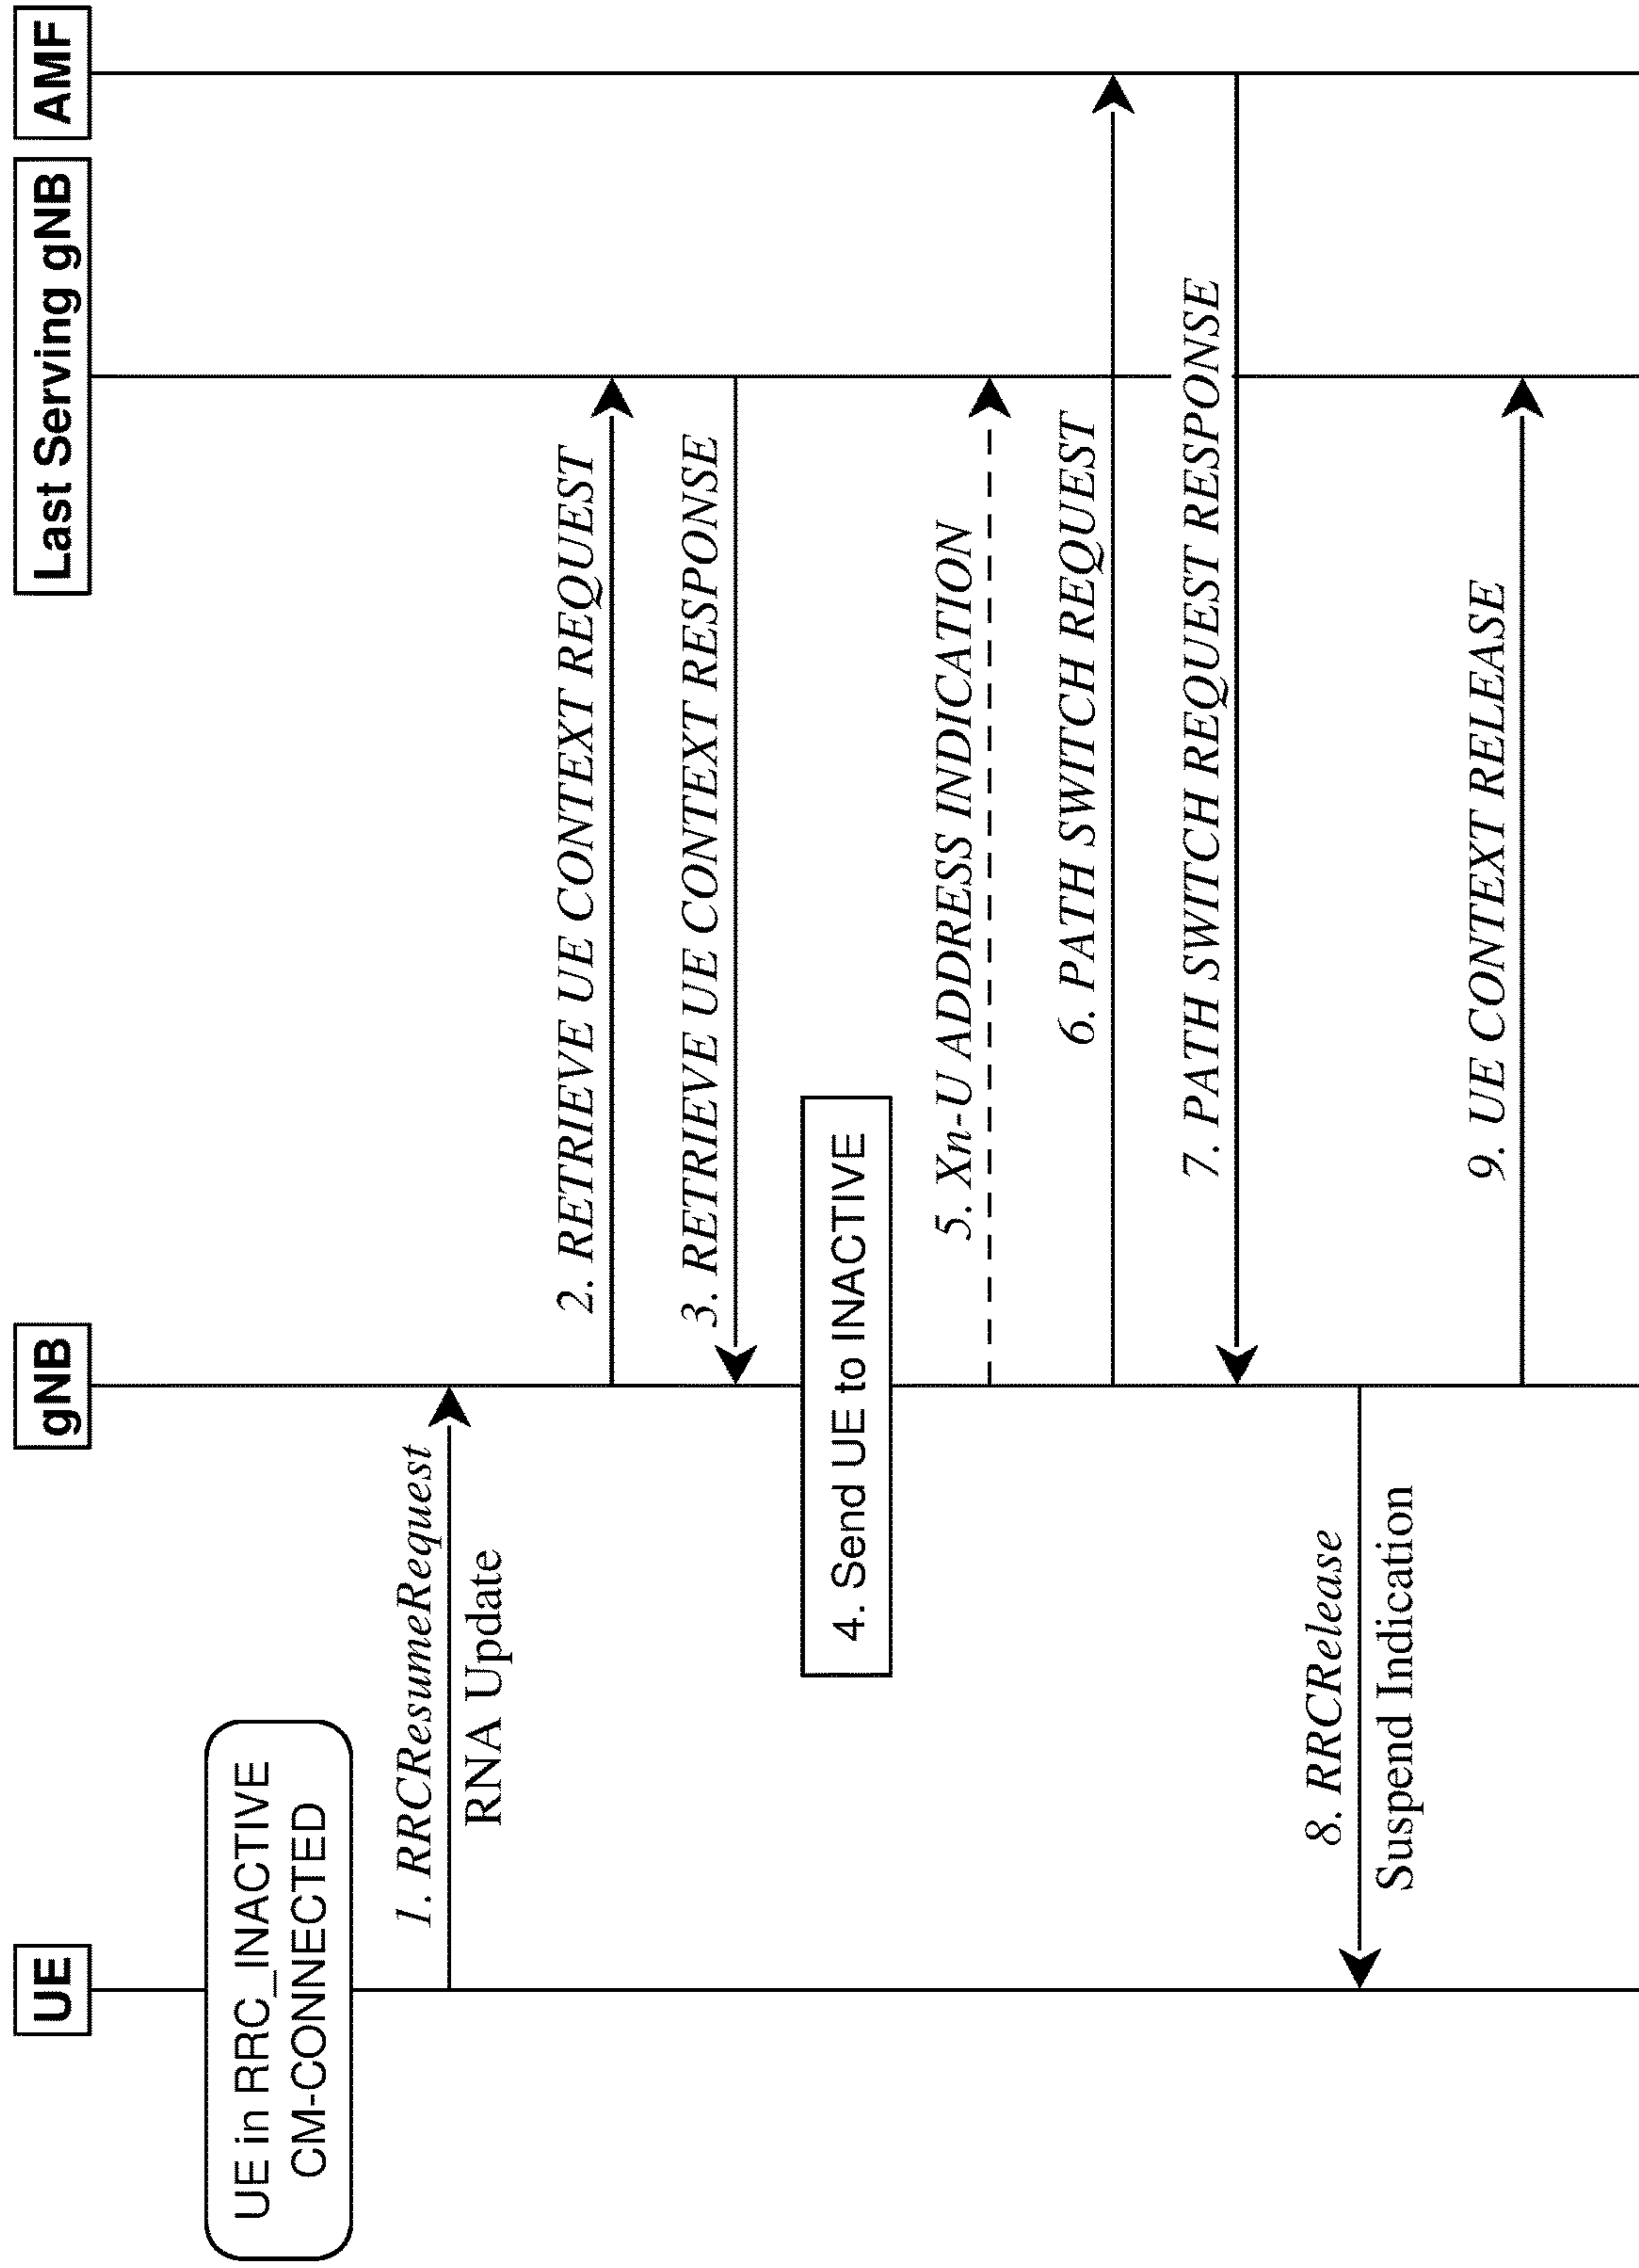 UE
gNB
Last Serving gNB
AMF
UE in RRC_INACTIVE
CM-CONNECTED
1. RRCResumeRequest
RNA Update
2. RETRIEVE UE CONTEXT REQUEST
3. RETRIEVE UE CONTEXT RESPONSE
4. Send UE to INACTIVE
5. Xn-U ADDRESS INDICATION
6. PATH SWITCH REQUEST
7. PATH SWITCH REQUEST RESPONSE
8. RRCRelease
Suspend Indication
9. UE CONTEXT RELEASE